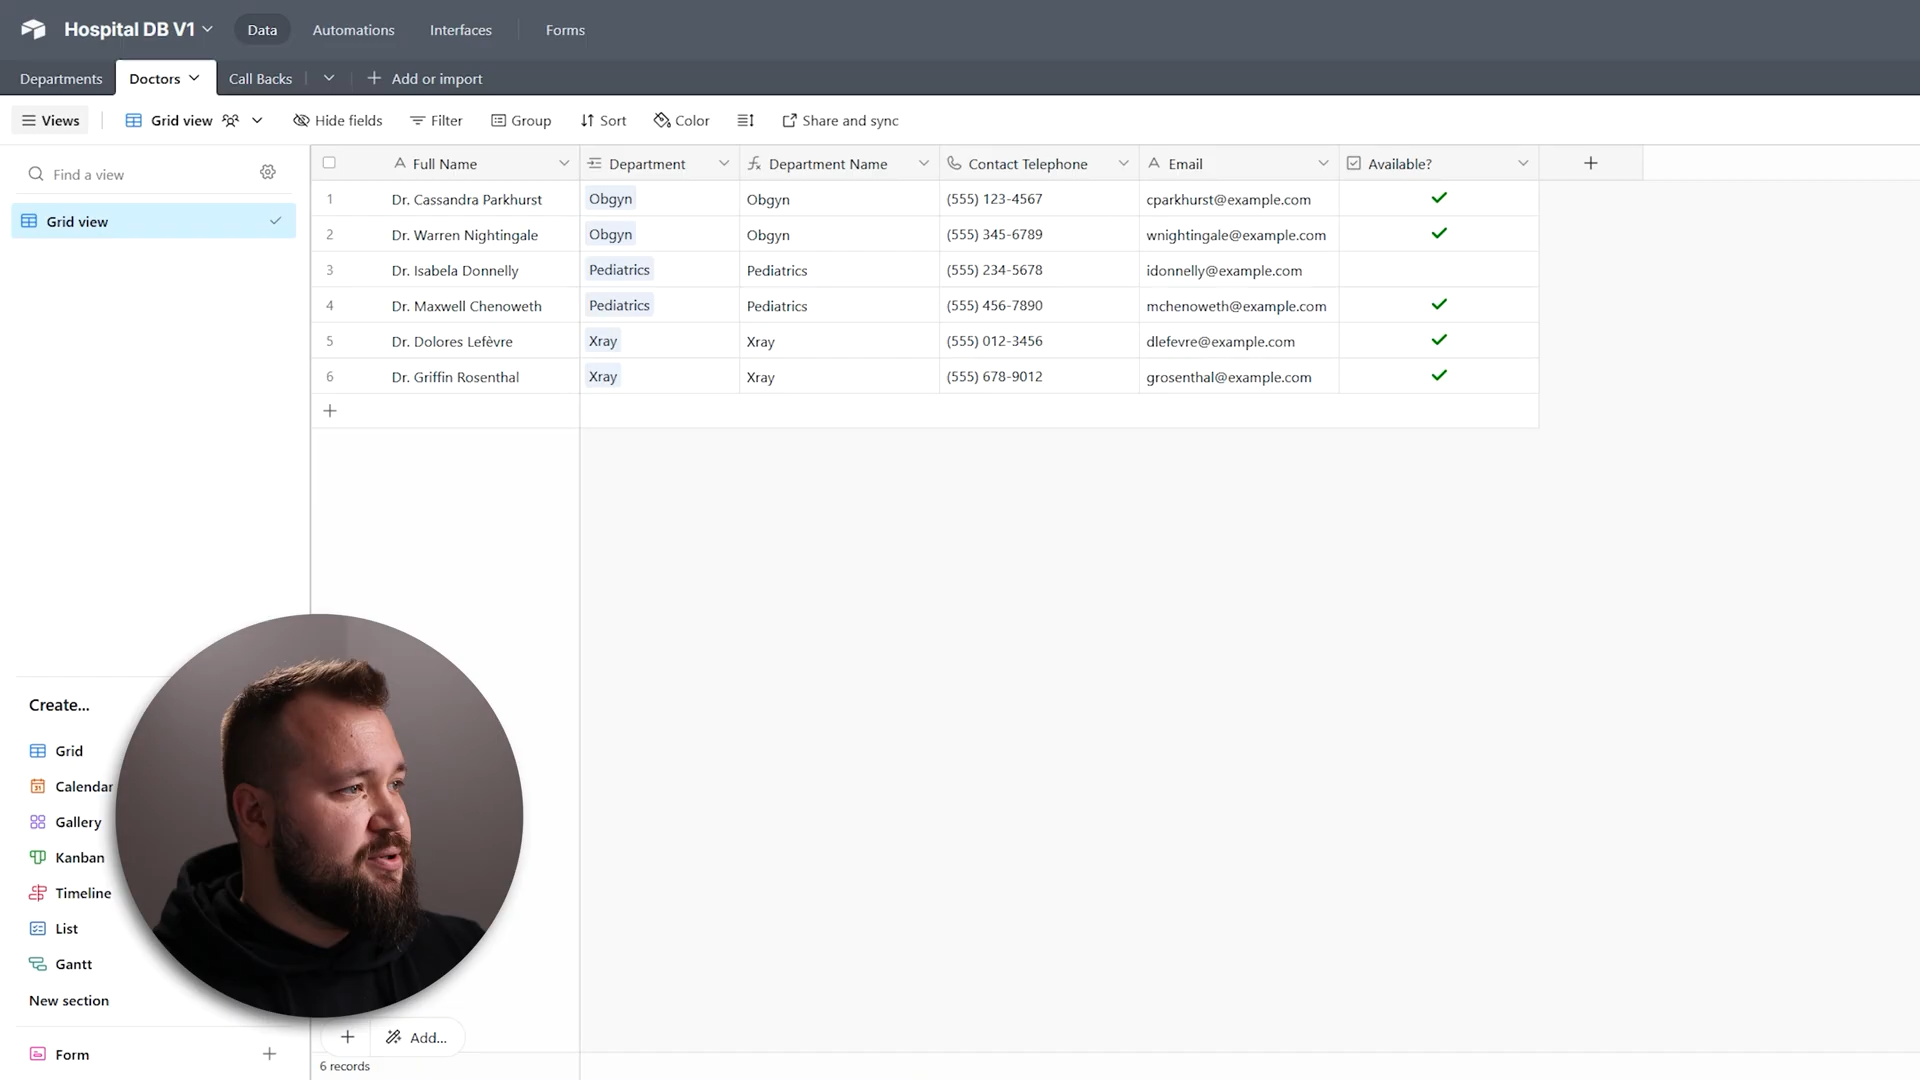 Hospital DB V1
Data
Automations
Interfaces
Forms
Departments
Doctors
Call Backs
Add or import
Views
Grid view
Hide fields
Filter
Group
Sort
Color
Share and sync
Find a view
Grid view
Full Name
Department
Department Name
Contact Telephone
Email
Available?
1 Dr. Cassandra Parkhurst Obgyn Obgyn (555) 123-4567 cparkhurst@example.com
2 Dr. Warren Nightingale Obgyn Obgyn (555) 345-6789 wnightingale@example.com
3 Dr. Isabela Donnelly Pediatrics Pediatrics (555) 234-5678 idonnelly@example.com
4 Dr. Maxwell Chenoweth Pediatrics Pediatrics (555) 456-7890 mchenoweth@example.com
5 Dr. Dolores Lefèvre Xray Xray (555) 012-3456 dlefevre@example.com
6 Dr. Griffin Rosenthal Xray Xray (555) 678-9012 grosenthal@example.com
Create...
Grid
Calendar
Gallery
Kanban
Timeline
List
Gantt
New section
Form
Add...
6 records